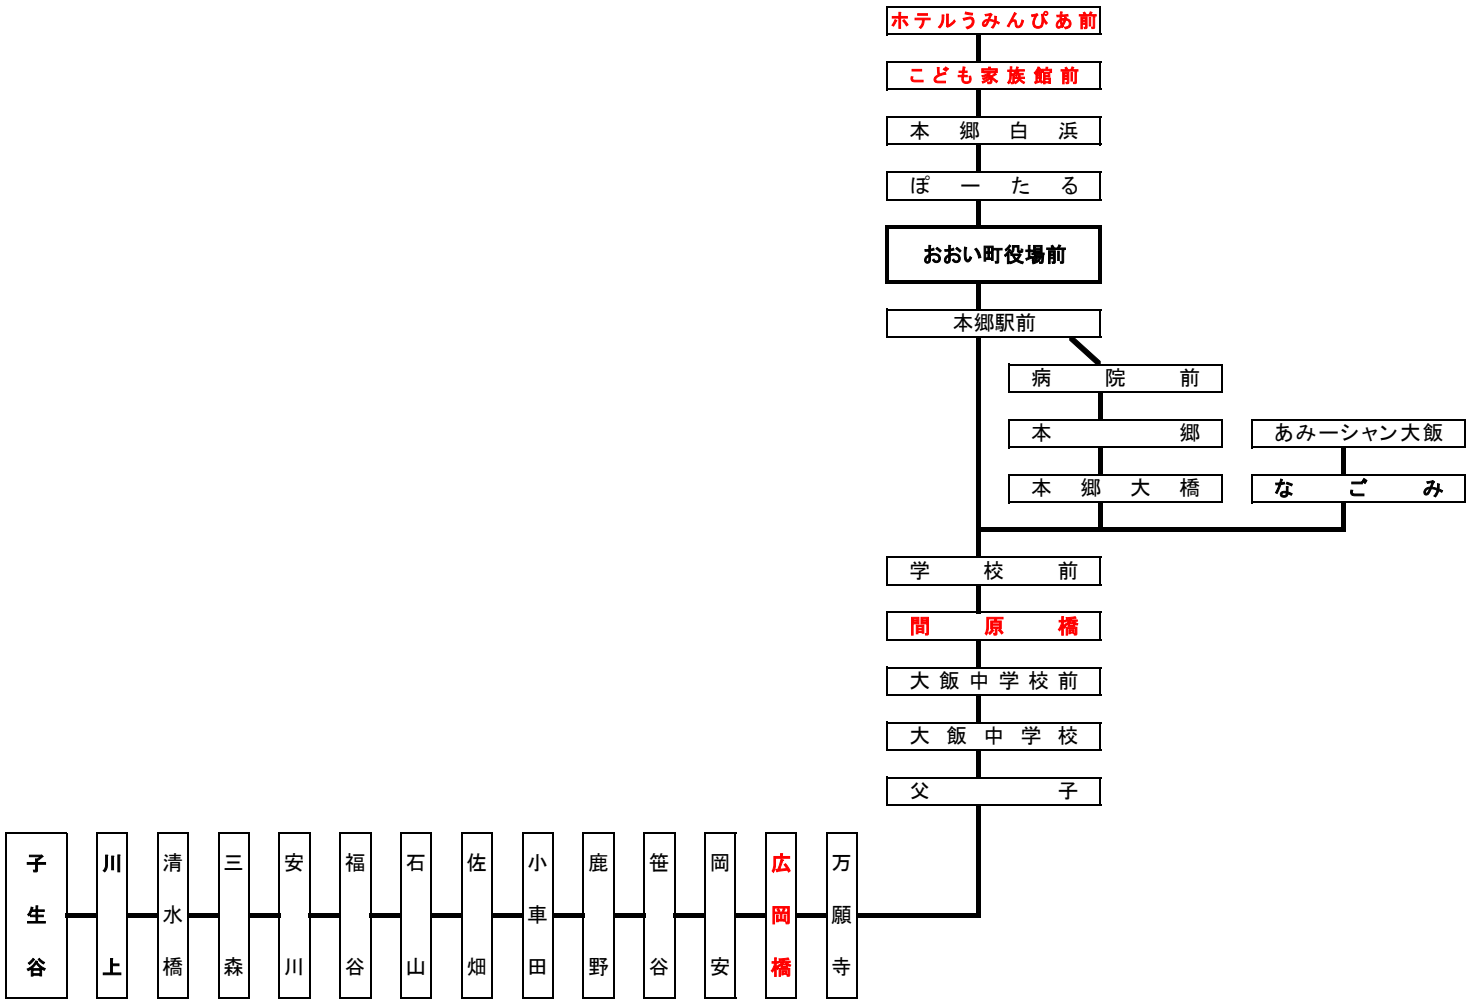 ホテルうみんぴあ前
こども家族館前
本郷白浜
ぽーたる
おおい町役場前
本郷駅前
病院前
本郷
あみーシャン大飯
本郷大橋
なごみ
学校前
間原橋
大飯中学校前
大飯中学校
父子
子生谷
川上
清水橋
三森
安川
福谷
石山
佐畑
小車田
鹿野
笹谷
岡安
広岡橋
万願寺